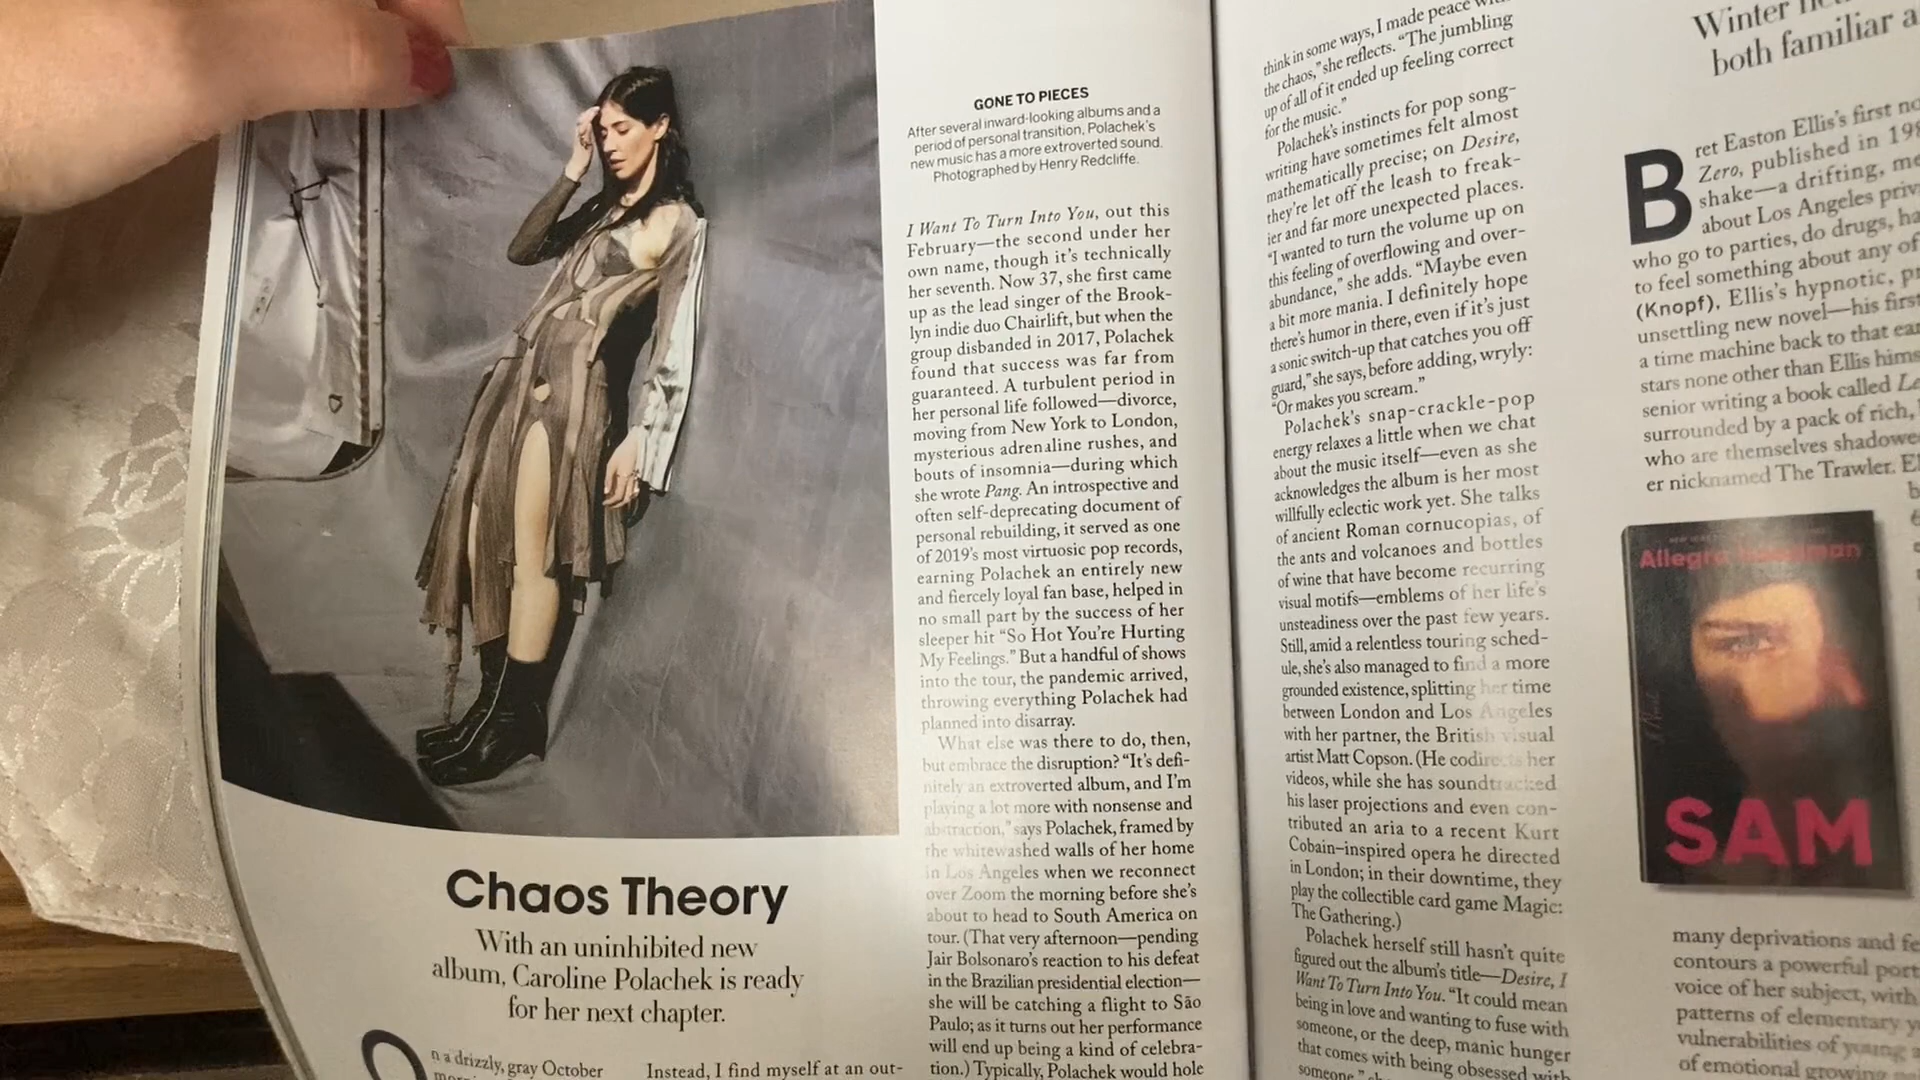 GONE TO PIECES
After several inward-looking albums and a
period of personal transition, Polachek's
new music has a more extroverted sound.
Photographed by Henry Redcliffe.
Chaos Theory
With an uninhibited new
album, Caroline Polachek is ready
for her next chapter.
On a drizzly, gray October
Instead, I find myself at an out-
I Want To Turn Into You, out this
February—the second under her
own name, though it's technically
her seventh. Now 37, she first came
up as the lead singer of the Brook-
lyn indie duo Chairlift, but when the
group disbanded in 2017, Polachek
found that success was far from
guaranteed. A turbulent period in
her personal life followed—divorce,
moving from New York to London,
mysterious adrenaline rushes, and
bouts of insomnia—during which
she wrote Pang. An introspective and
often self-deprecating document of
personal rebuilding, it served as one
of 2019's most virtuosic pop records,
earning Polachek an entirely new
and fiercely loyal fan base, helped in
no small part by the success of her
sleeper hit “So Hot You're Hurting
My Feelings.” But a handful of shows
into the tour, the pandemic arrived,
throwing everything Polachek had
planned into disarray.
What else was there to do, then,
but embrace the disruption? “It's defi-
nitely an extroverted album, and I'm
playing a lot more with nonsense and
abstraction,” says Polachek, framed by
the whitewashed walls of her home
in Los Angeles when we reconnect
over Zoom the morning before she's
about to head to South America on
tour. (That very afternoon—pending
Jair Bolsonaro's reaction to his defeat
in the Brazilian presidential election—
she will be catching a flight to São
Paulo; as it turns out her performance
will end up being a kind of celebra-
tion.) Typically, Polachek would hole
think in some ways, I made peace with
the chaos,” she reflects. “The jumbling
up of all of it ended up feeling correct
for the music.”
Polachek's instincts for pop song-
writing have sometimes felt almost
mathematically precise; on Desire,
they're let off the leash to freak-
ier and far more unexpected places.
“I wanted to turn the volume up on
this feeling of overflowing and over-
abundance,” she adds. “Maybe even
a bit more mania. I definitely hope
there's humor in there, even if it's just
a sonic switch-up that catches you off
guard,” she says, before adding, wryly:
“Or makes you scream.”
Polachek's snap-crackle-pop
energy relaxes a little when we chat
about the music itself—even as she
acknowledges the album is her most
willfully eclectic work yet. She talks
of ancient Roman cornucopias, of
the ants and volcanoes and bottles
of wine that have become recurring
visual motifs—emblems of her life's
unsteadiness over the past few years.
Still, amid a relentless touring sched-
ule, she's also managed to find a more
grounded existence, splitting her time
between London and Los Angeles
with her partner, the British visual
artist Matt Copson. (He codirects her
videos, while she has soundtracked
his laser projections and even con-
tributed an aria to a recent Kurt
Cobain–inspired opera he directed
in London; in their downtime, they
play the collectible card game Magic:
The Gathering.)
Polachek herself still hasn't quite
figured out the album's title—Desire, I
Want To Turn Into You. “It could mean
being in love and wanting to fuse with
someone, or the deep, manic hunger
that comes with being obsessed with
someone,”
Winter
both familiar
Bret Easton Ellis's first
Zero, published in
shake—a drifting,
about Los Angeles
who go to parties, do drugs,
to feel something about any of
(Knopf), Ellis's hypnotic,
unsettling new novel—his first
a time machine back to that
stars none other than Ellis
senior writing a book called
surrounded by a pack of rich,
who are themselves
er nicknamed The Trawler.
Allegra
SAM
many deprivations and
contours a powerful
voice of her subject, with
patterns of elementary
vulnerabilities of young
of emotional growing